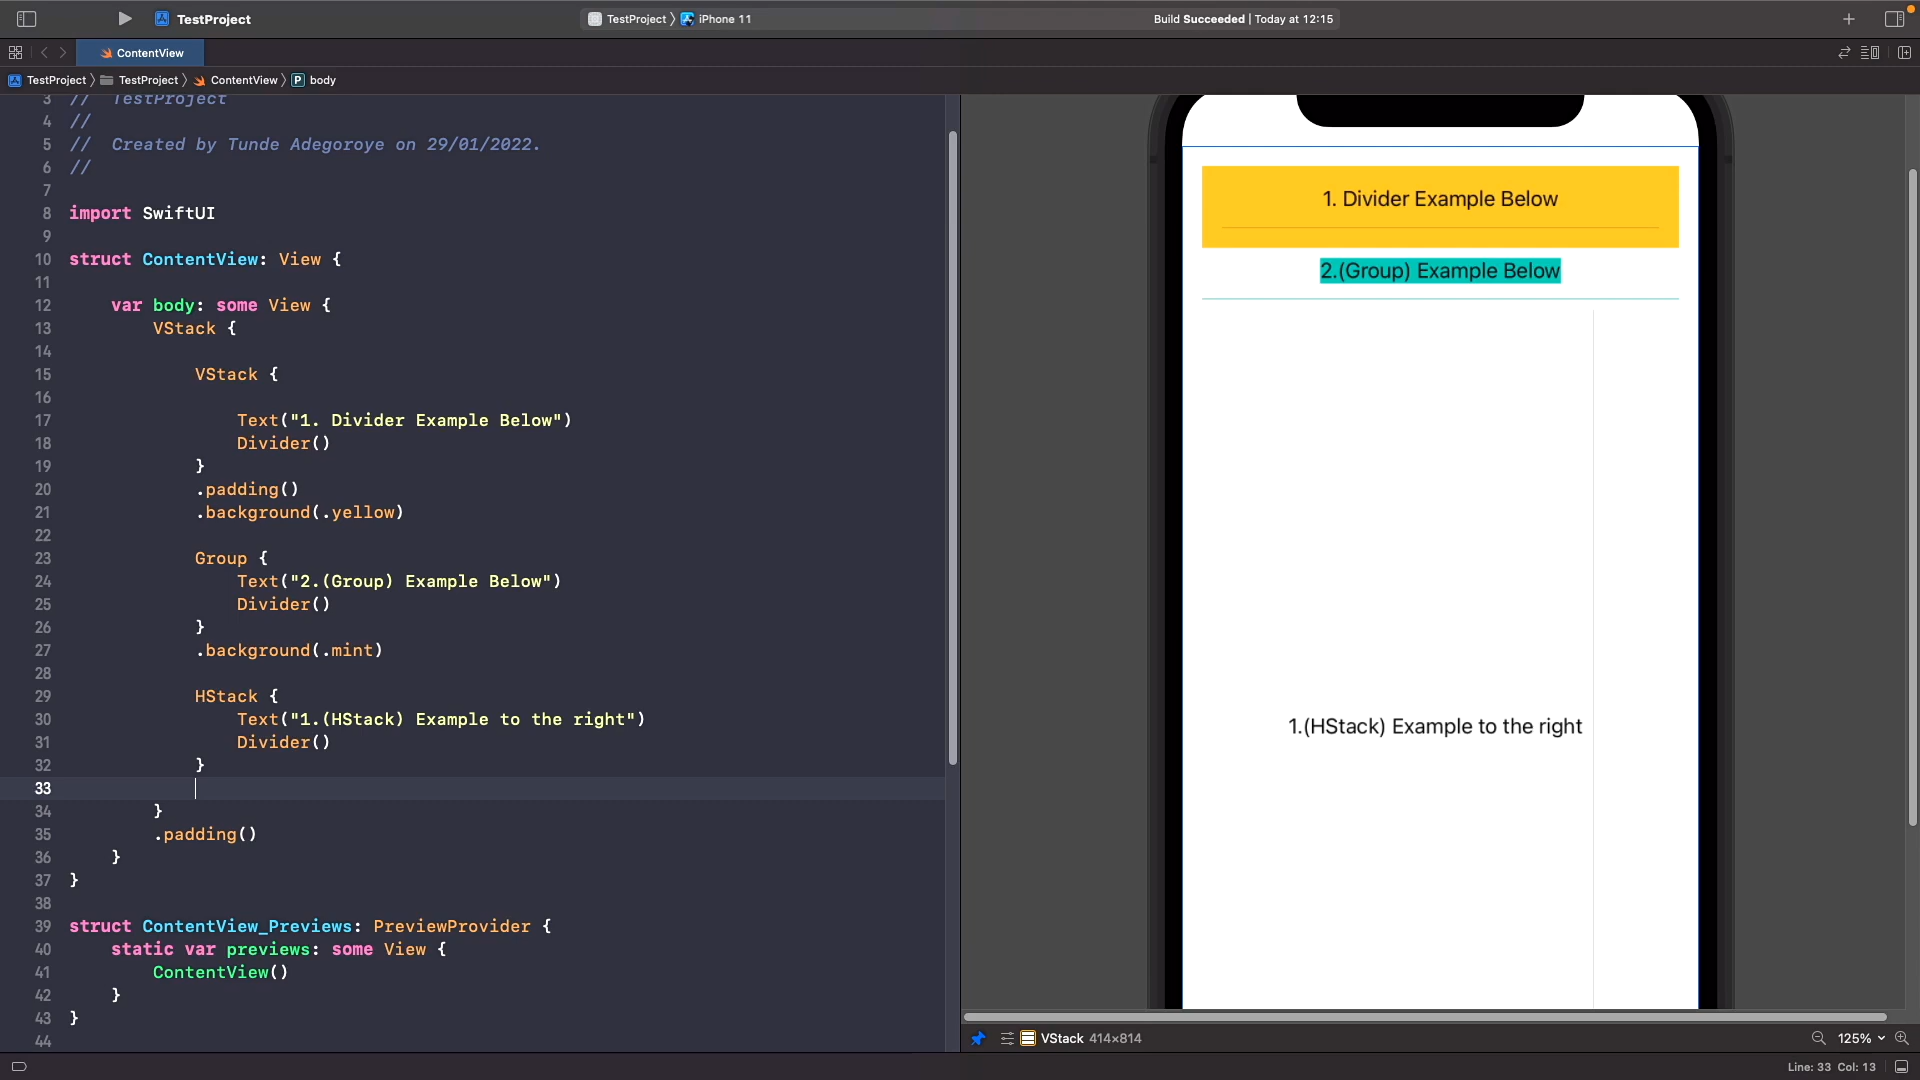 TestProject
TestProject
iPhone 11
Build Succeeded | Today at 12:15
ContentView
TestProject
TestProject
ContentView
P
body
3 // TestProject
4 //
5 // Created by Tunde Adegoroye on 29/01/2022.
6 //
7
8 import SwiftUI
9
10 struct ContentView: View {
11
12 var body: some View {
13 VStack {
14
15 VStack {
16
17 Text("1. Divider Example Below")
18 Divider()
19 }
20 .padding()
21 .background(.yellow)
22
23 Group {
24 Text("2.(Group) Example Below")
25 Divider()
26 }
27 .background(.mint)
28
29 HStack {
30 Text("1.(HStack) Example to the right")
31 Divider()
32 }
33
34 }
35 .padding()
36 }
37 }
38
39 struct ContentView_Previews: PreviewProvider {
40 static var previews: some View {
41 ContentView()
42 }
43 }
44
1. Divider Example Below
2.(Group) Example Below
1.(HStack) Example to the right
VStack 414×814
125%
Line: 33 Col: 13